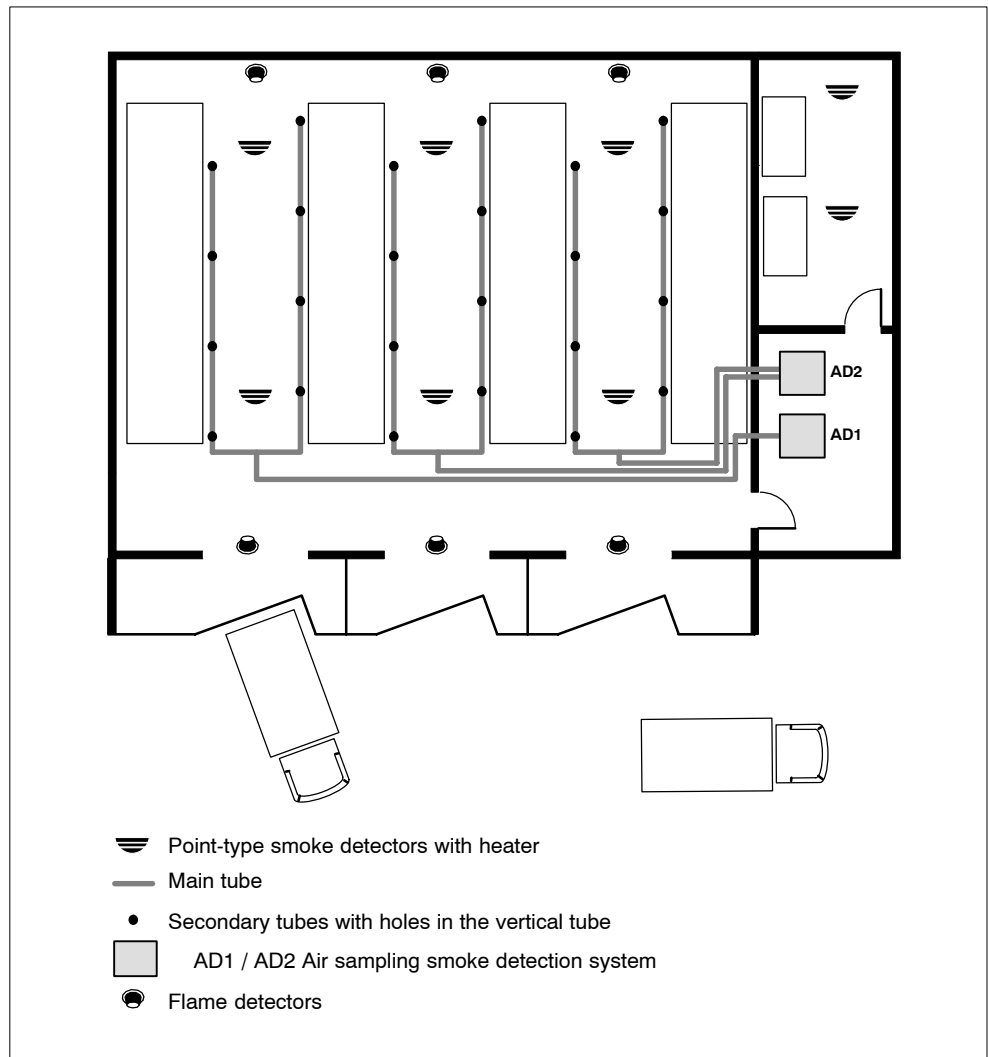 AD2
AD1
Point-type smoke detectors with heater
Main tube
Secondary tubes with holes in the vertical tube
AD1 / AD2 Air sampling smoke detection system
Flame detectors